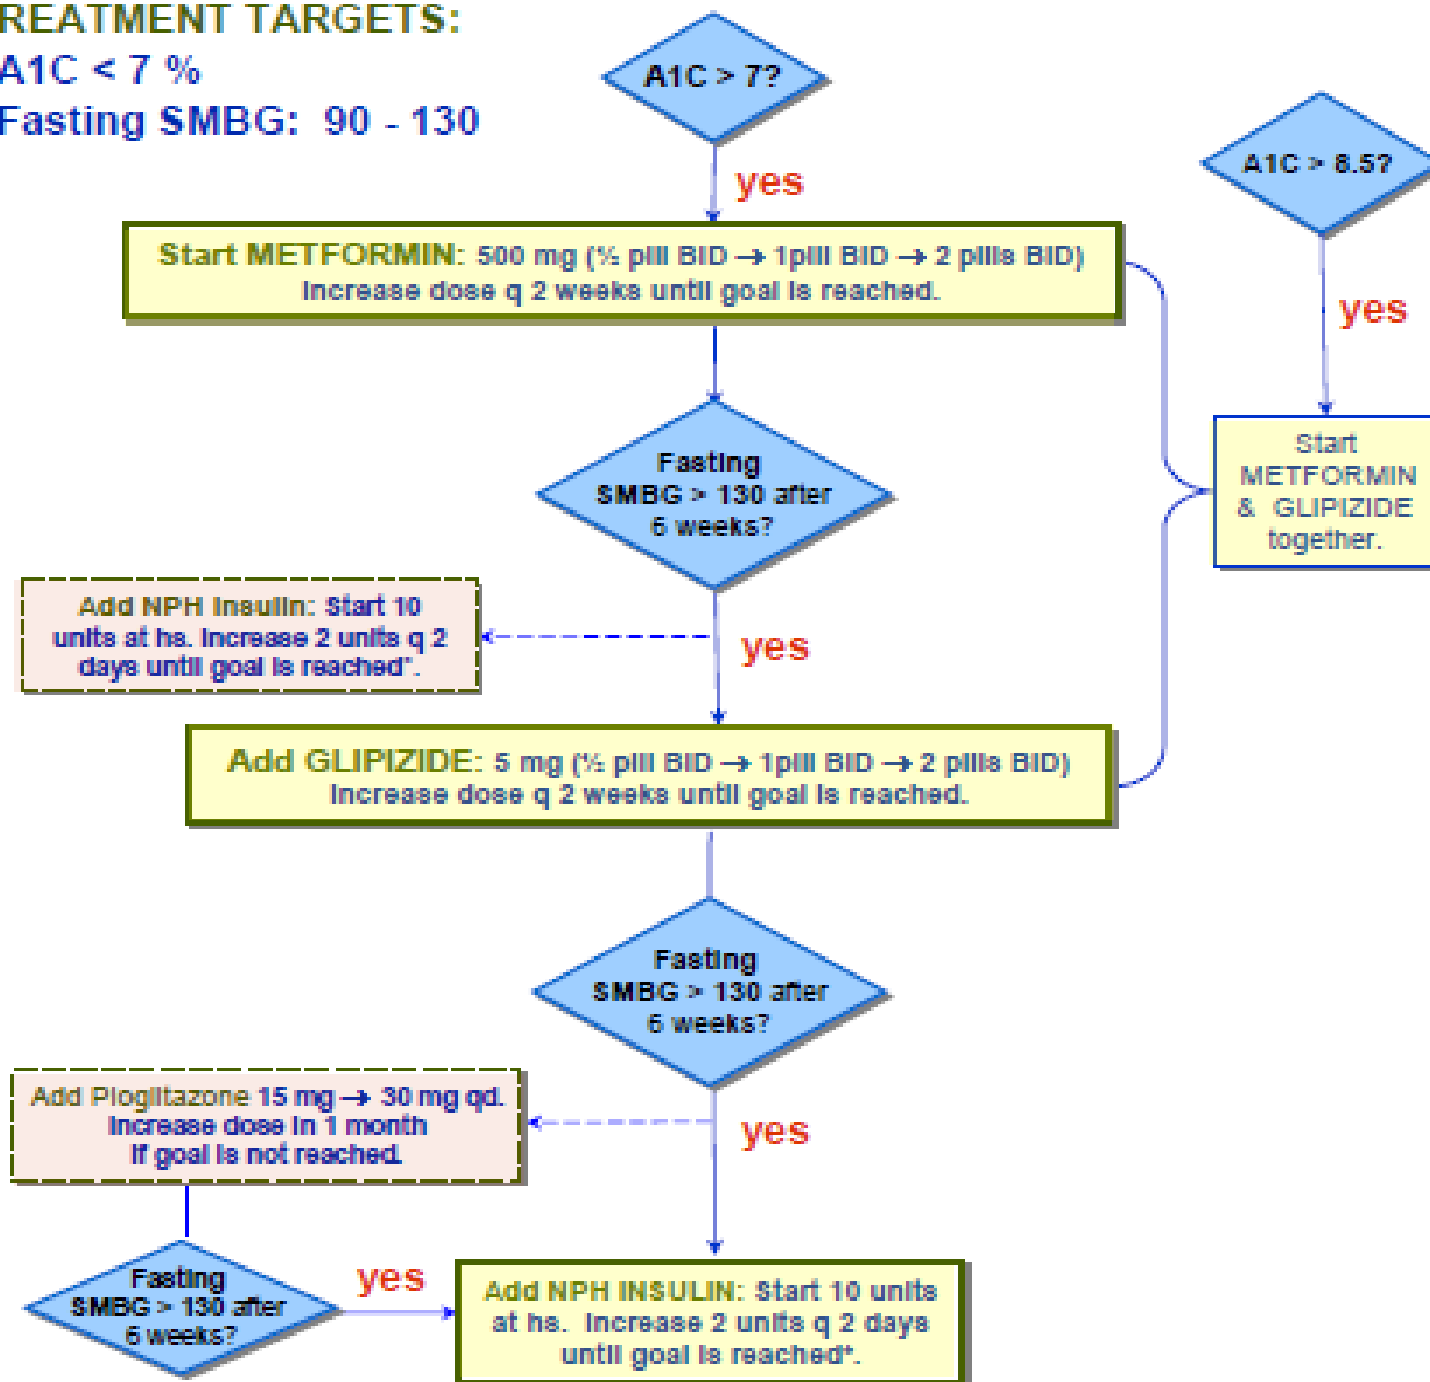 REATMENT TARGETS:
A1C < 7 %
Fasting SMBG: 90 - 130
A1C > 7?
A1C > 8.5?
yes
Start METFORMIN: 500 mg (½ pill BID → 1pill BID → 2 pills BID)
Increase dose q 2 weeks until goal is reached.
yes
Fasting
SMBG > 130 after
6 weeks?
Start
METFORMIN
& GLIPIZIDE
together.
Add NPH Insulin: Start 10
units at hs. Increase 2 units q 2
days until goal is reached*.
yes
Add GLIPIZIDE: 5 mg (½ pill BID → 1pill BID → 2 pills BID)
Increase dose q 2 weeks until goal is reached.
Fasting
SMBG > 130 after
6 weeks?
Add Pioglitazone 15 mg → 30 mg qd.
Increase dose in 1 month
if goal is not reached.
yes
Fasting
SMBG > 130 after
6 weeks?
yes
Add NPH INSULIN: Start 10 units
at hs. Increase 2 units q 2 days
until goal is reached*.